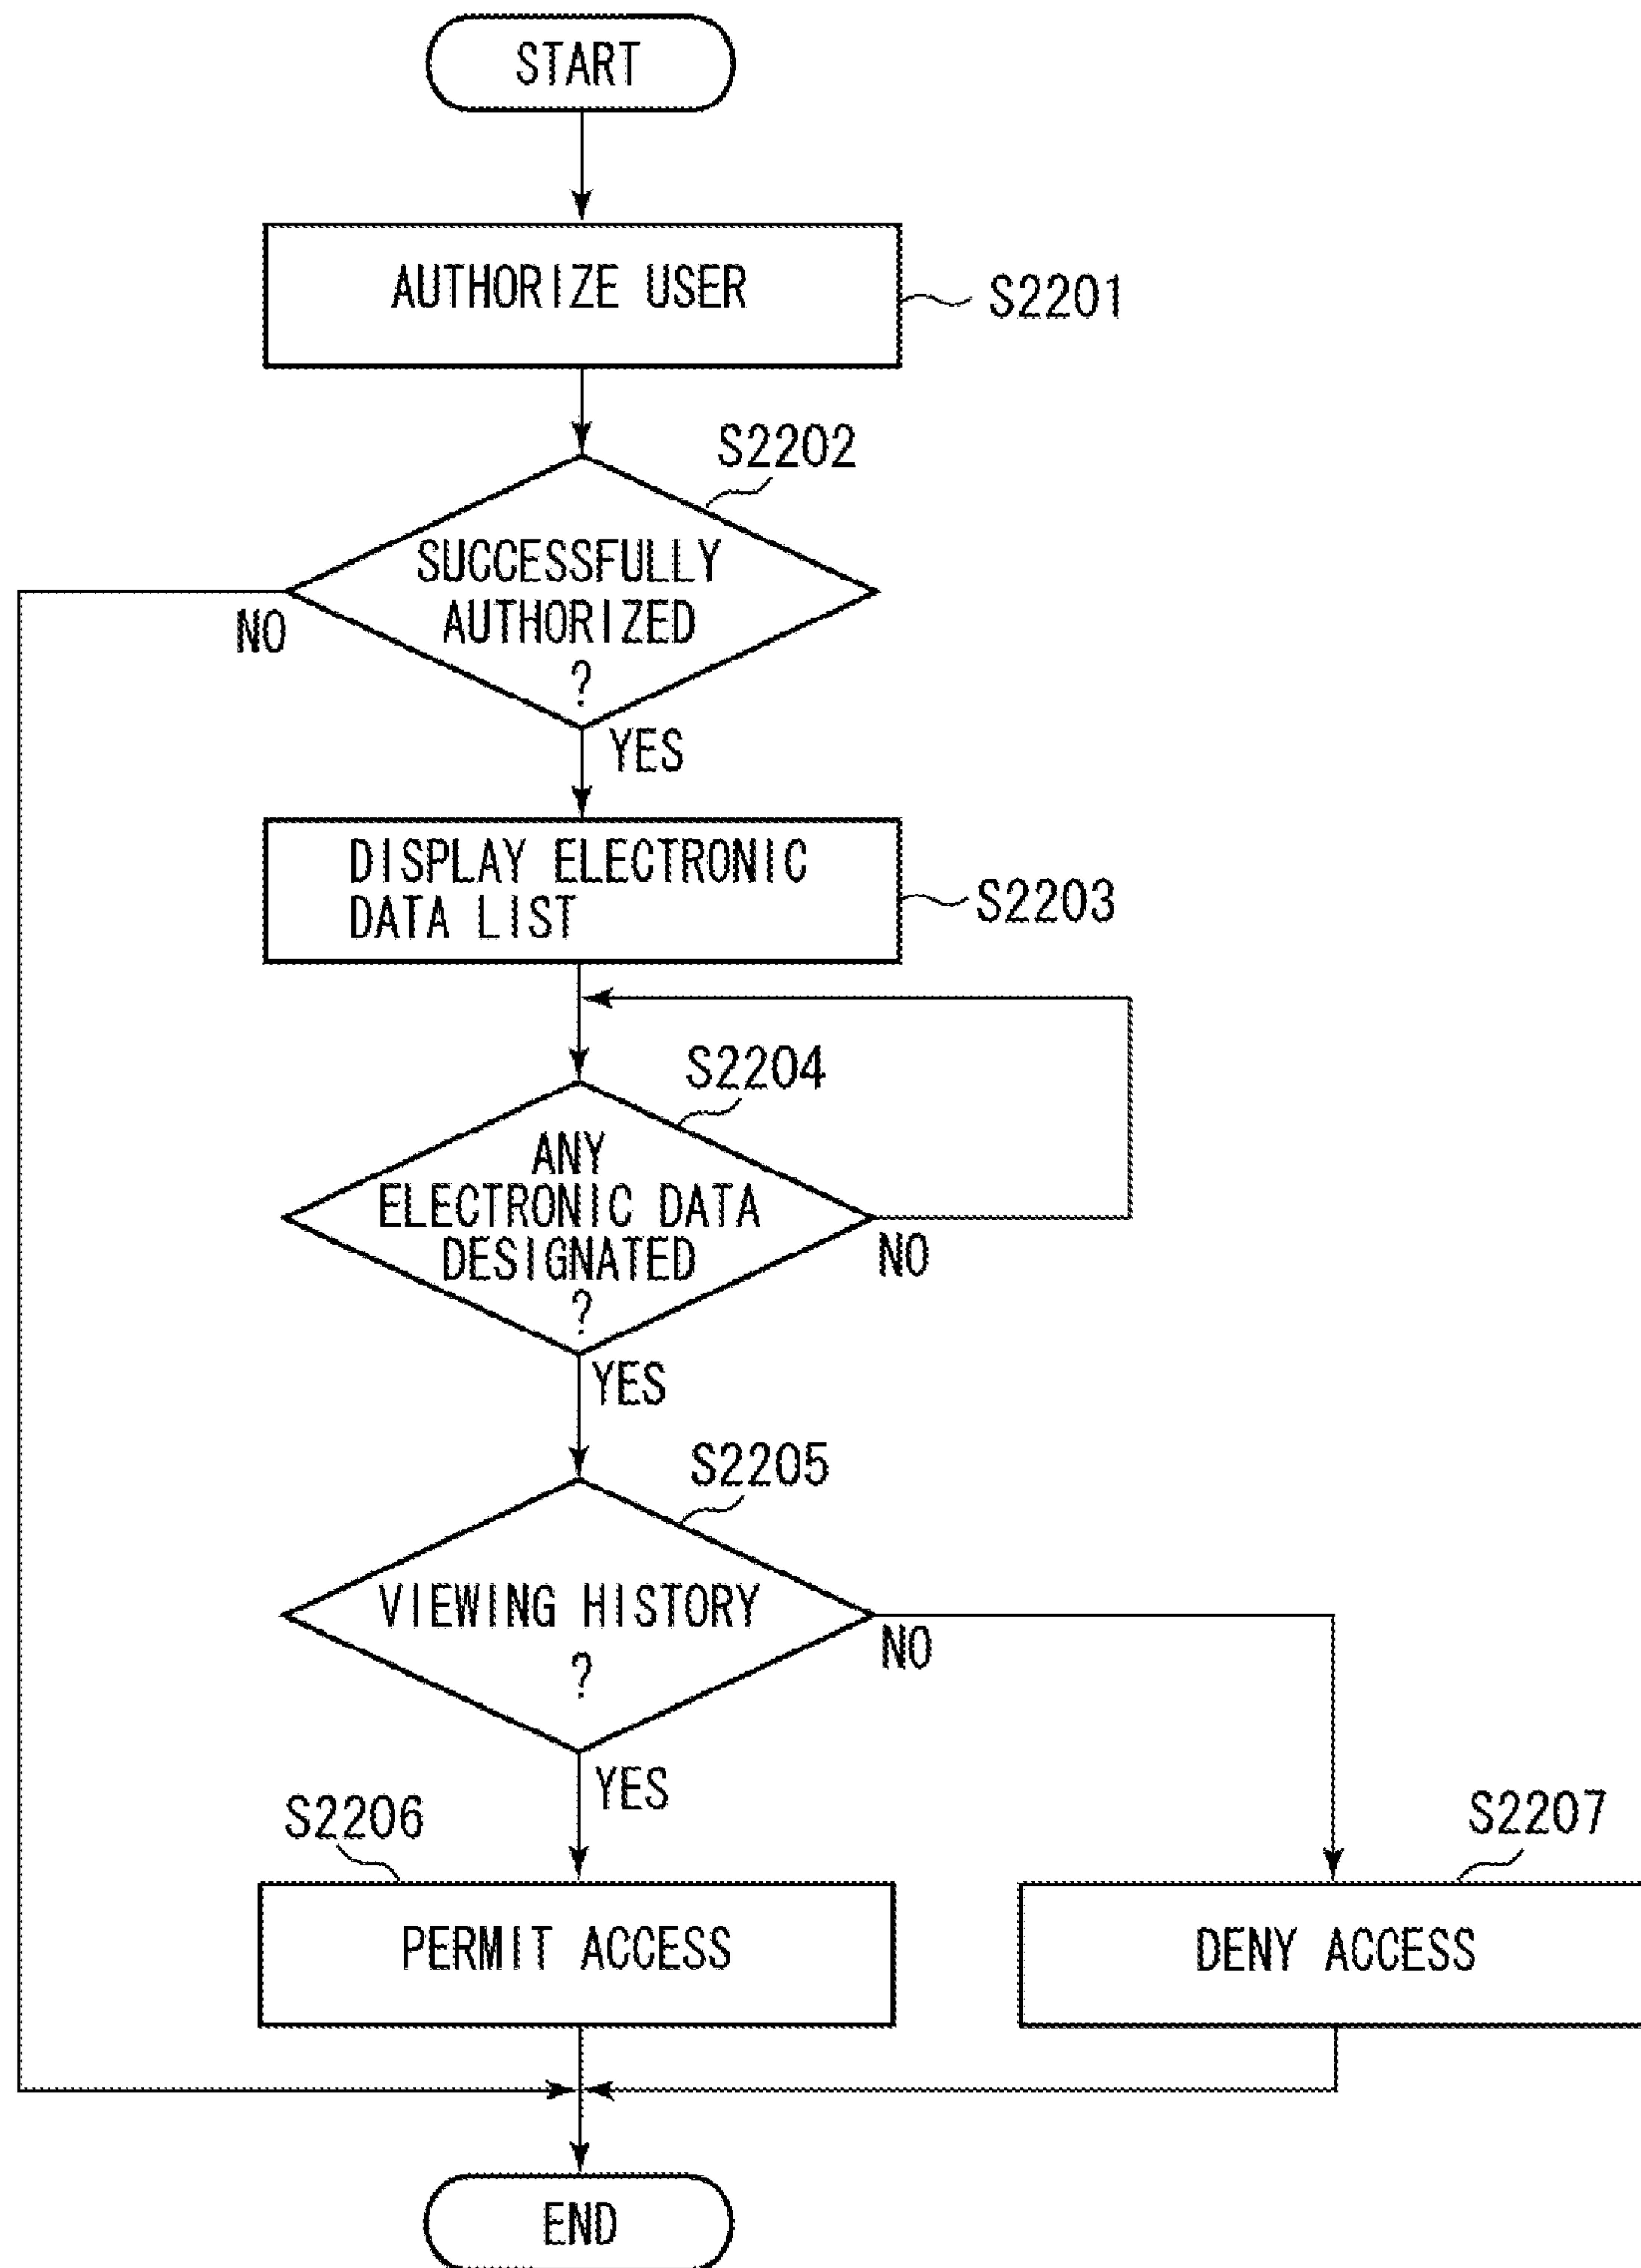 START
AUTHORIZE USER
S2201
S2202
SUCCESSFULLY
AUTHORIZED
?
NO
YES
DISPLAY ELECTRONIC
DATA LIST
S2203
S2204
ANY
ELECTRONIC DATA
DESIGNATED
?
NO
YES
S2205
VIEWING HISTORY
?
NO
YES
S2206
PERMIT ACCESS
S2207
DENY ACCESS
END